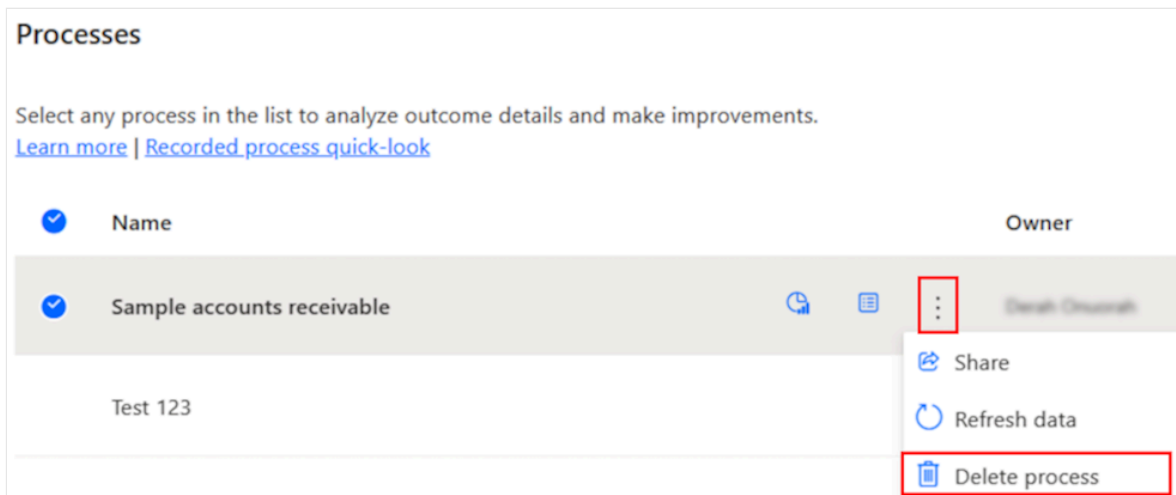 Processes
Select any process in the list to analyze outcome details and make improvements.
Learn more | Recorded process quick-look
Name Owner
Sample accounts receivable
Share
Test 123
Refresh data
Delete process